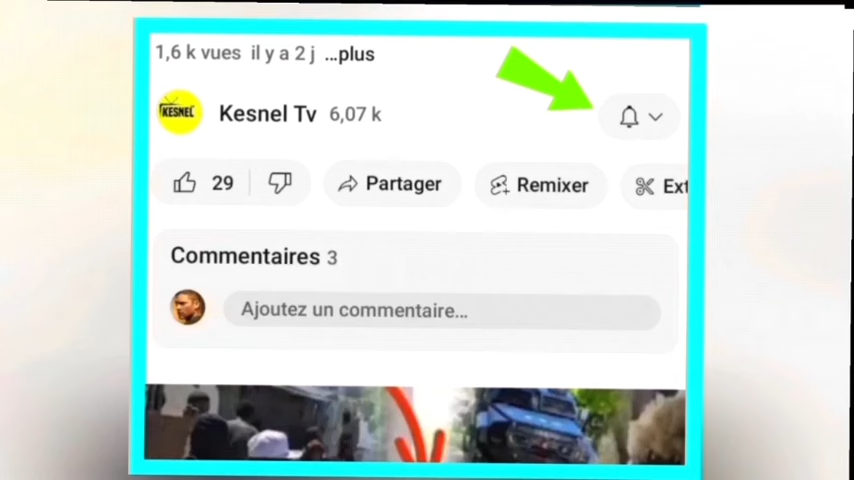 1,6 k vues il y a 2 j ...plus
KESNEL
Kesnel Tv 6,07 k
29
Partager
Remixer
Ext
Commentaires 3
Ajoutez un commentaire...